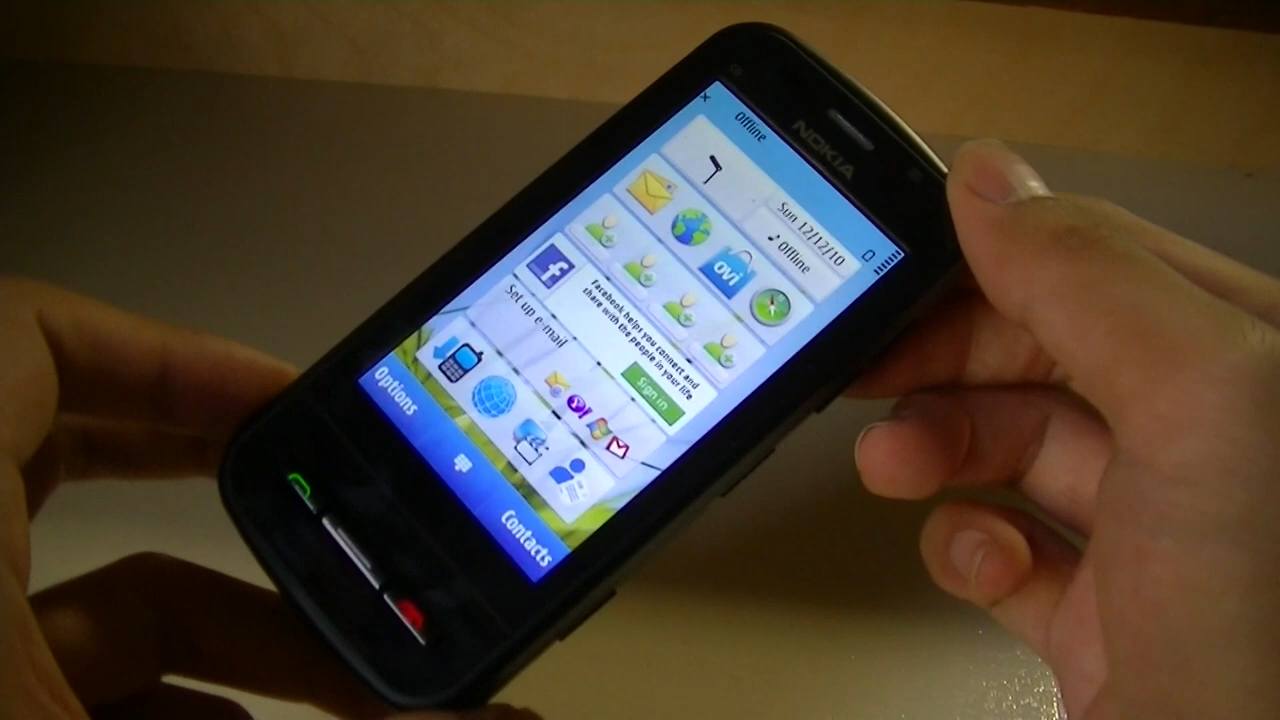 C6
NOKIA
Offline
Sun 12/12/10
Offline
ovi
f
Facebook helps you connect and
share with the people in your life
Sign in
Set up e-mail
Y!
Options
Contacts